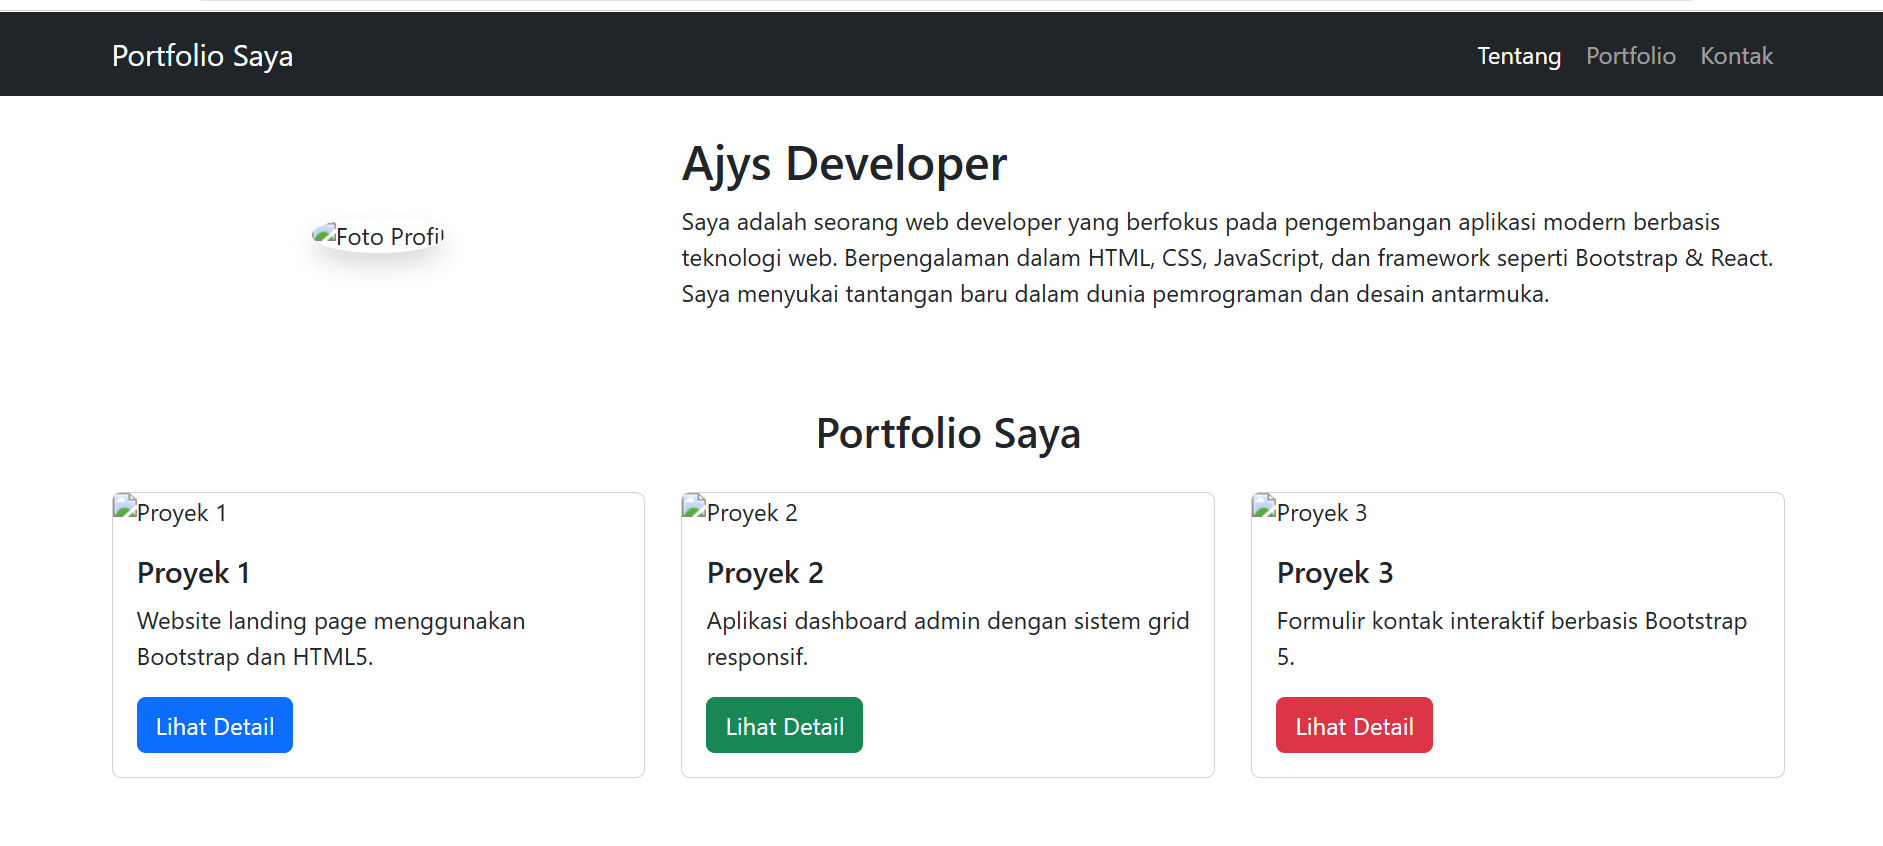 Portfolio Saya
Tentang Portfolio Kontak
Ajys Developer
Foto Profil
Saya adalah seorang web developer yang berfokus pada pengembangan aplikasi modern berbasis
teknologi web. Berpengalaman dalam HTML, CSS, JavaScript, dan framework seperti Bootstrap & React.
Saya menyukai tantangan baru dalam dunia pemrograman dan desain antarmuka.
Portfolio Saya
Proyek 1
Proyek 1
Website landing page menggunakan
Bootstrap dan HTML5.
Lihat Detail
Proyek 2
Proyek 2
Aplikasi dashboard admin dengan sistem grid
responsif.
Lihat Detail
Proyek 3
Proyek 3
Formulir kontak interaktif berbasis Bootstrap
5.
Lihat Detail